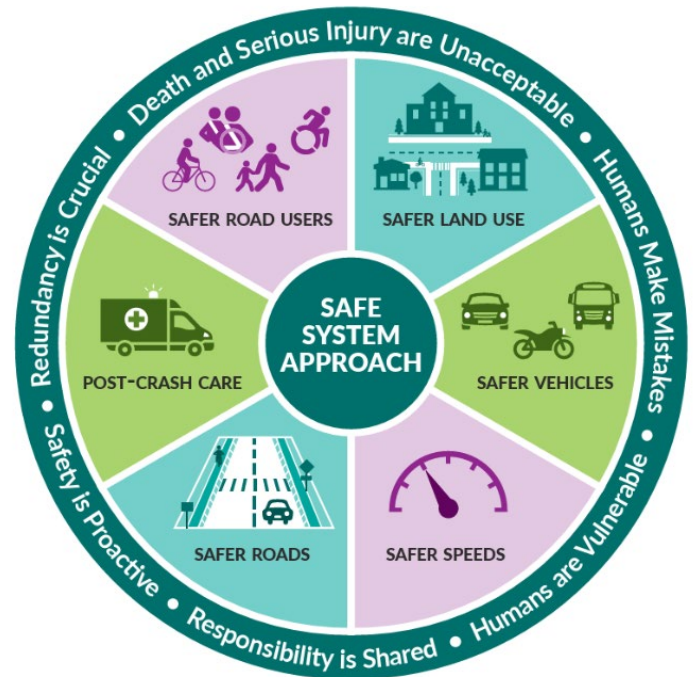 Death and Serious Injury are Unacceptable •
Humans Make Mistakes •
Humans are Vulnerable •
Responsibility is Shared •
Safety is Proactive •
Redundancy is Crucial •
SAFER ROAD USERS
SAFER LAND USE
SAFE
SYSTEM
APPROACH
POST-CRASH CARE
SAFER VEHICLES
SAFER ROADS
SAFER SPEEDS